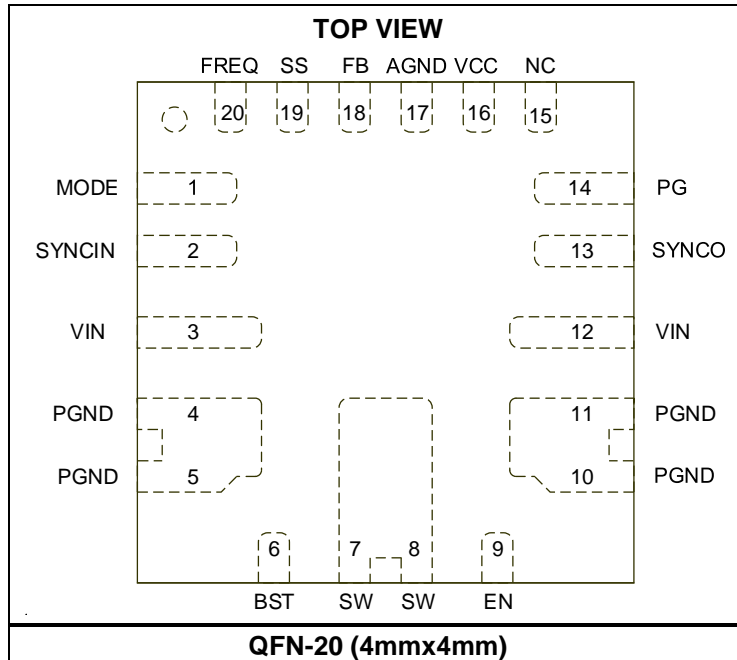 TOP VIEW
FREQ SS FB AGND VCC NC
20 19 18 17 16 15
MODE 1 14 PG
SYNCIN 2 13 SYNCO
VIN 3 12 VIN
PGND 4 11 PGND
PGND 5 10 PGND
6 7 8 9
BST SW SW EN
QFN-20 (4mmx4mm)